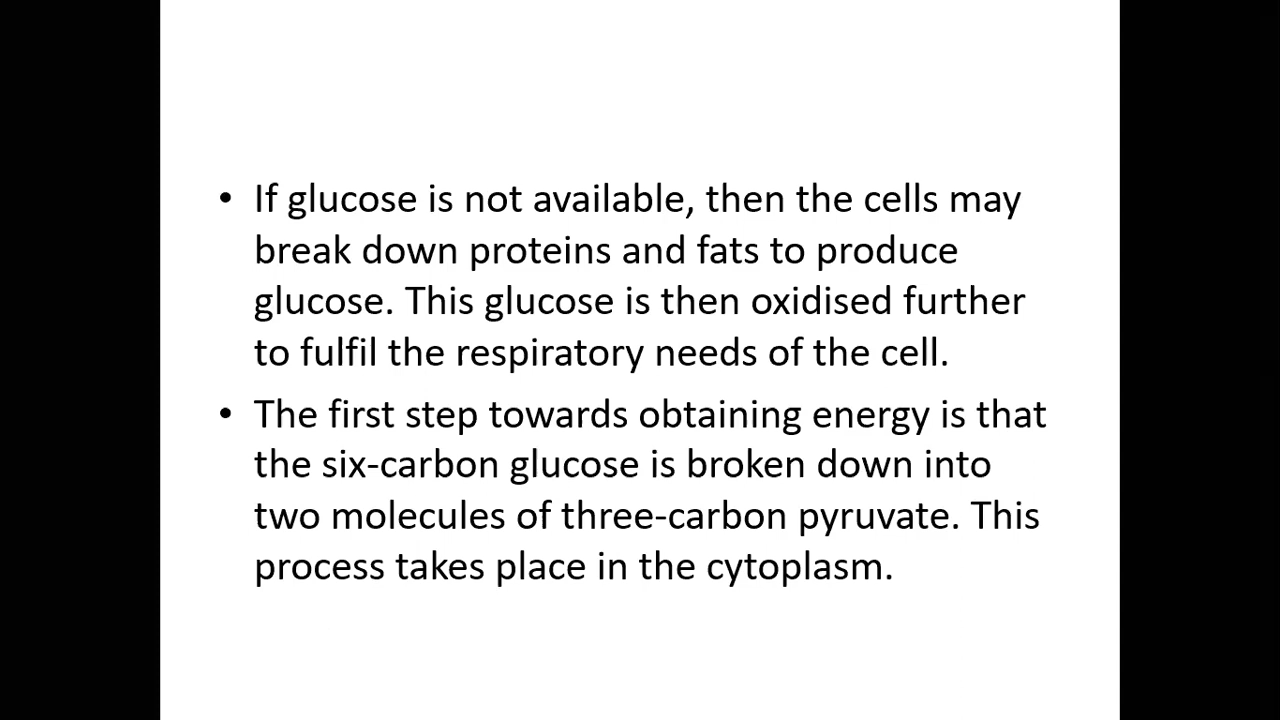 • If glucose is not available, then the cells may
break down proteins and fats to produce
glucose. This glucose is then oxidised further
to fulfil the respiratory needs of the cell.
• The first step towards obtaining energy is that
the six-carbon glucose is broken down into
two molecules of three-carbon pyruvate. This
process takes place in the cytoplasm.